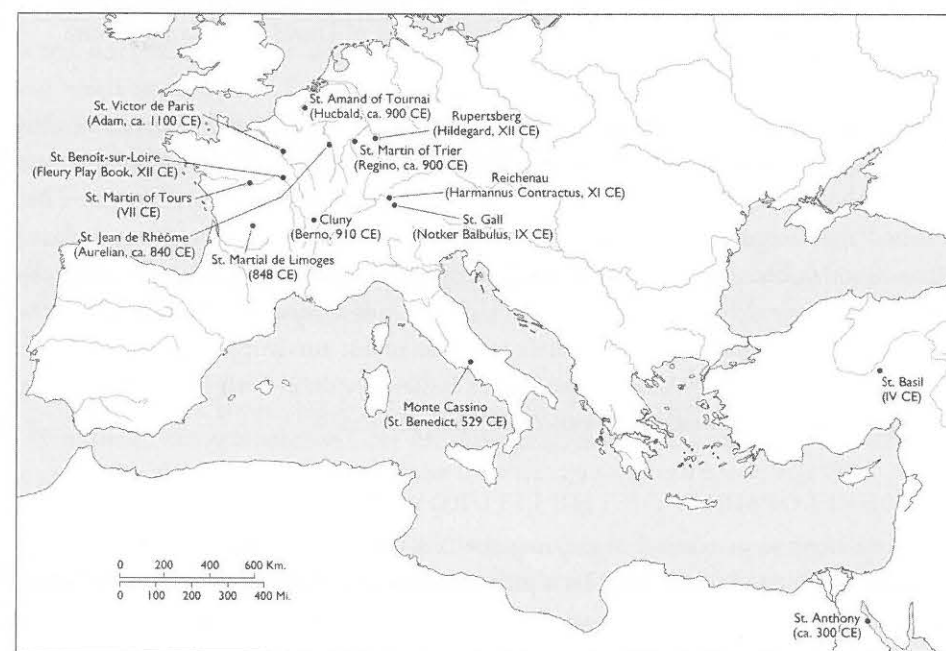 St. Victor de Paris
(Adam, ca. 1100 CE)
St. Amand of Tournai
(Hucbald, ca. 900 CE)
Rupertsberg
(Hildegard, XII CE)
St. Benoît-sur-Loire
(Fleury Play Book, XII CE)
St. Martin of Trier
(Regino, ca. 900 CE)
St. Martin of Tours
(VII CE)
Reichenau
(Harmannus Contractus, XI CE)
St. Jean de Rhéôme
(Aurelian, ca. 840 CE)
Cluny
(Berno, 910 CE)
St. Gall
(Notker Balbulus, IX CE)
St. Martial de Limoges
(848 CE)
Monte Cassino
(St. Benedict, 529 CE)
St. Basil
(IV CE)
0 200 400 600 Km.
0 100 200 300 400 Mi.
St. Anthony
(ca. 300 CE)